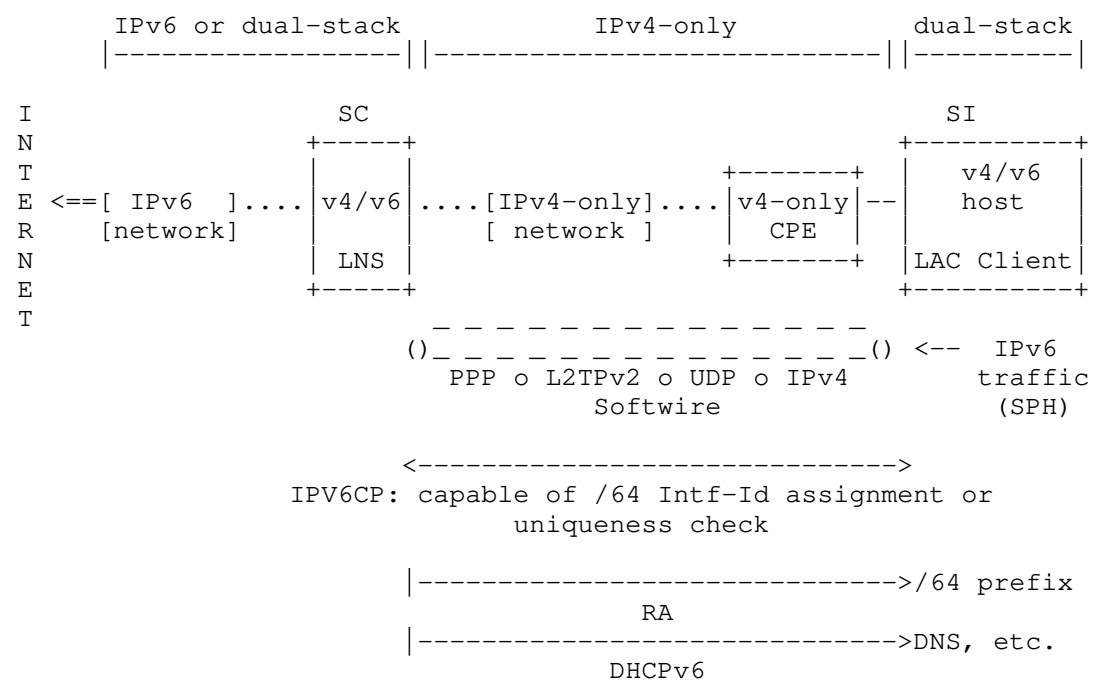 IPv6 or dual-stack IPv4-only dual-stack
|------------------||----------------------------||----------|
I SC SI
N +-----+ +----------+
T | | +-------+ | v4/v6 |
E <==[ IPv6 ]....|v4/v6|....[IPv4-only]....|v4-only|--| host |
R [network] | | [ network ] | CPE | | |
N | LNS | +-------+ |LAC Client|
E +-----+ +----------+
T _ _ _ _ _ _ _ _ _ _ _ _ _ _
()_ _ _ _ _ _ _ _ _ _ _ _ _ _() <-- IPv6
PPP o L2TPv2 o UDP o IPv4 traffic
Softwire (SPH)
<------------------------------>
IPV6CP: capable of /64 Intf-Id assignment or
uniqueness check
|------------------------------>/64 prefix
RA
|------------------------------>DNS, etc.
DHCPv6